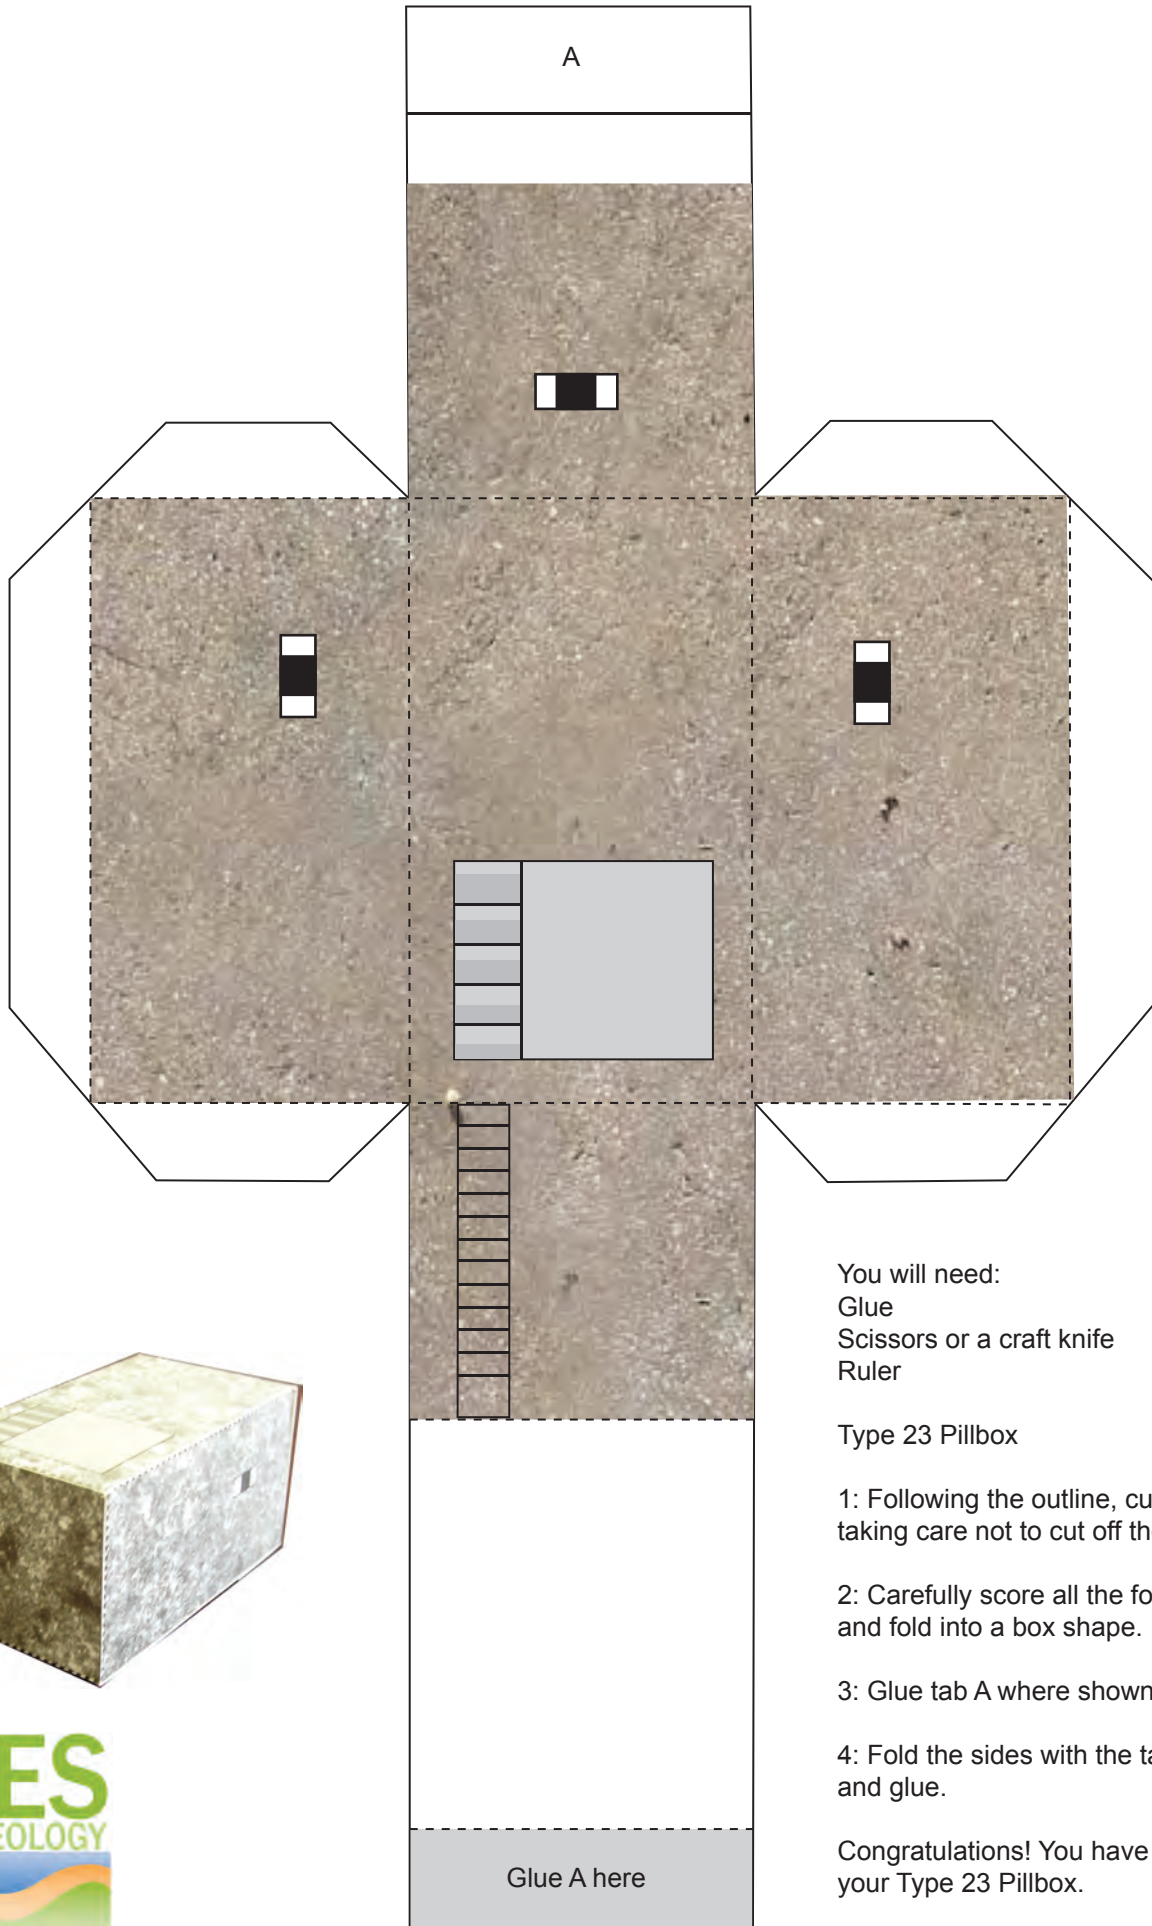 A
You will need:
Glue
Scissors or a craft knife
Ruler
Type 23 Pillbox
1: Following the outline, cu
taking care not to cut off th
2: Carefully score all the fo
and fold into a box shape.
3: Glue tab A where shown
4: Fold the sides with the ta
and glue.
Congratulations! You have
your Type 23 Pillbox.
ES
EOLOGY
Glue A here